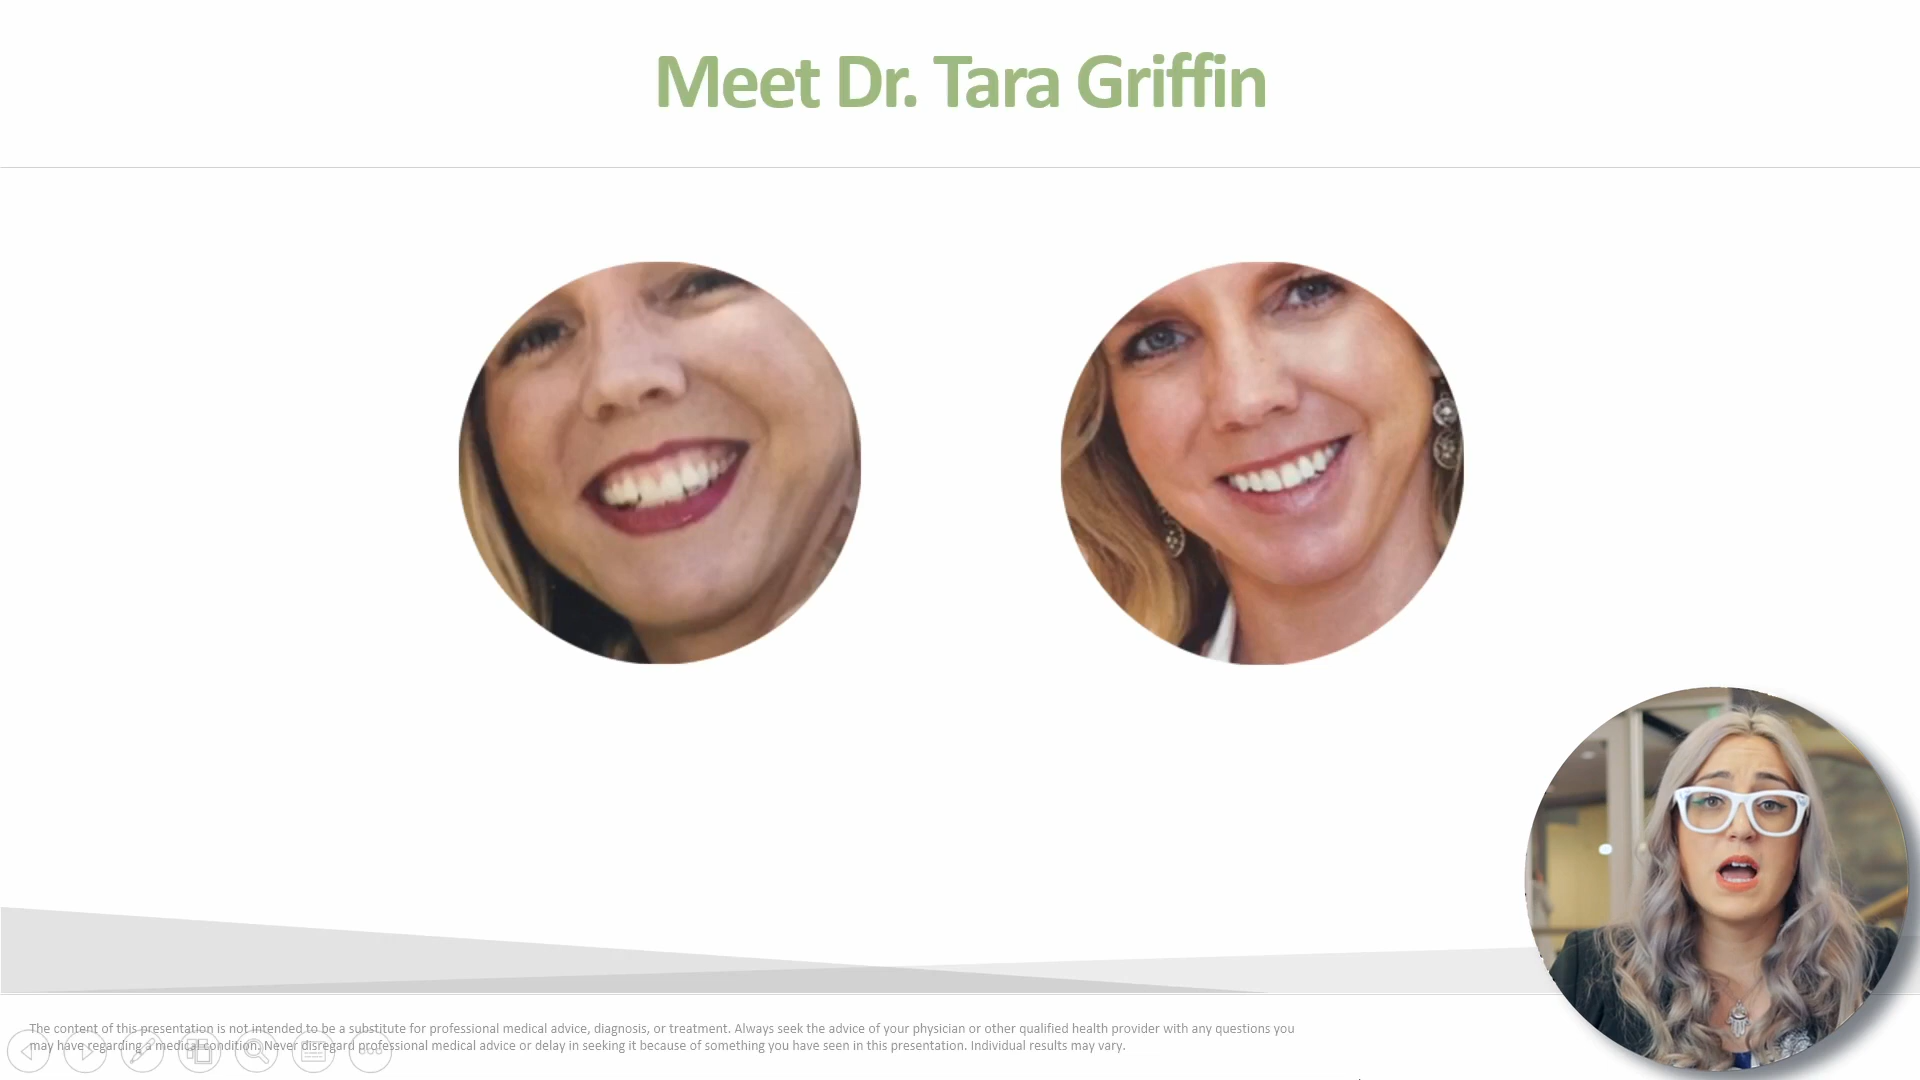 Meet Dr. Tara Griffin
The content of this presentation is not intended to be a substitute for professional medical advice, diagnosis, or treatment. Always seek the advice of your physician or other qualified health provider with any questions you
may have regarding a medical condition. Never disregard professional medical advice or delay in seeking it because of something you have seen in this presentation. Individual results may vary.